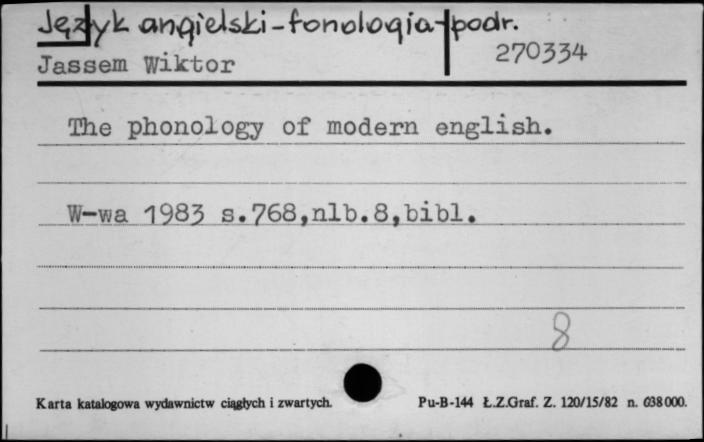 Język angielski-fonologia-podr.
270334
Jassem Wiktor
The phonology of modern english.
W-wa 1983 s.768,nlb.8,bibl.
8
Karta katalogowa wydawnictw ciągłych i zwartych. Pu-B-144 Ł.Z.Graf. Z. 120/15/82 n. 638000.